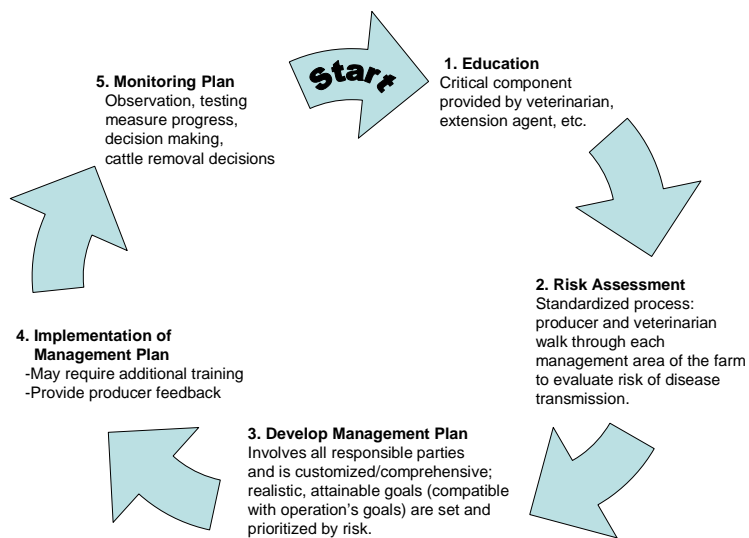 Start
1. Education
Critical component
provided by veterinarian,
extension agent, etc.
2. Risk Assessment
Standardized process:
producer and veterinarian
walk through each
management area of the farm
to evaluate risk of disease
transmission.
3. Develop Management Plan
Involves all responsible parties
and is customized/comprehensive;
realistic, attainable goals (compatible
with operation's goals) are set and
prioritized by risk.
4. Implementation of
Management Plan
-May require additional training
-Provide producer feedback
5. Monitoring Plan
Observation, testing
measure progress,
decision making,
cattle removal decisions